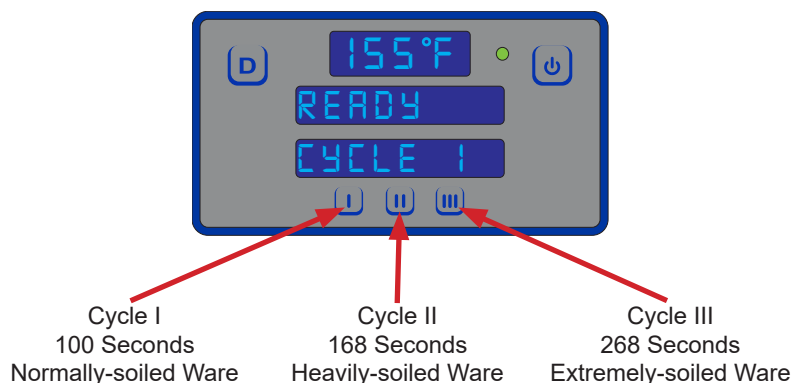 155°F
D
READY
CYCLE 1
I II III
Cycle I
100 Seconds
Normally-soiled Ware
Cycle II
168 Seconds
Heavily-soiled Ware
Cycle III
268 Seconds
Extremely-soiled Ware